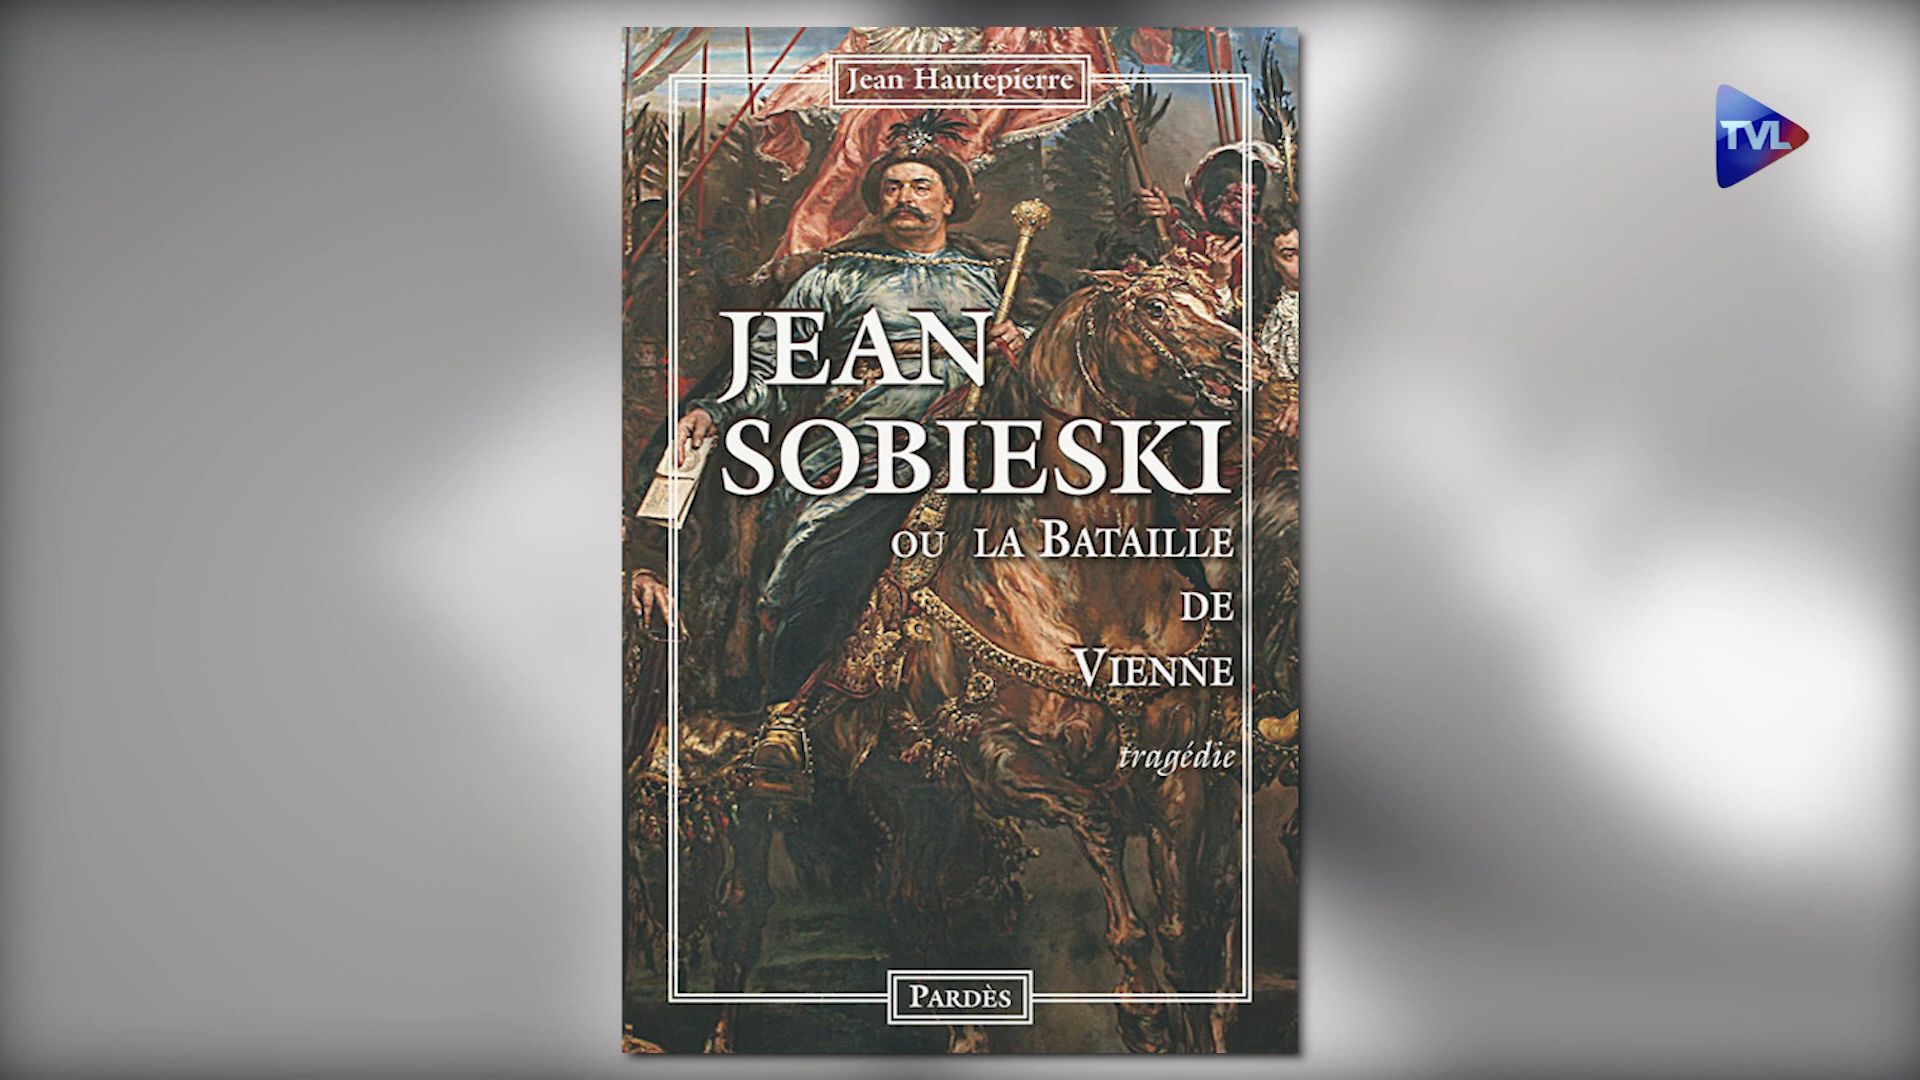 Jean Hautepierre
TVL
JEAN
SOBIESKI
OU LA BATAILLE
DE
VIENNE
tragédie
PARDÈS